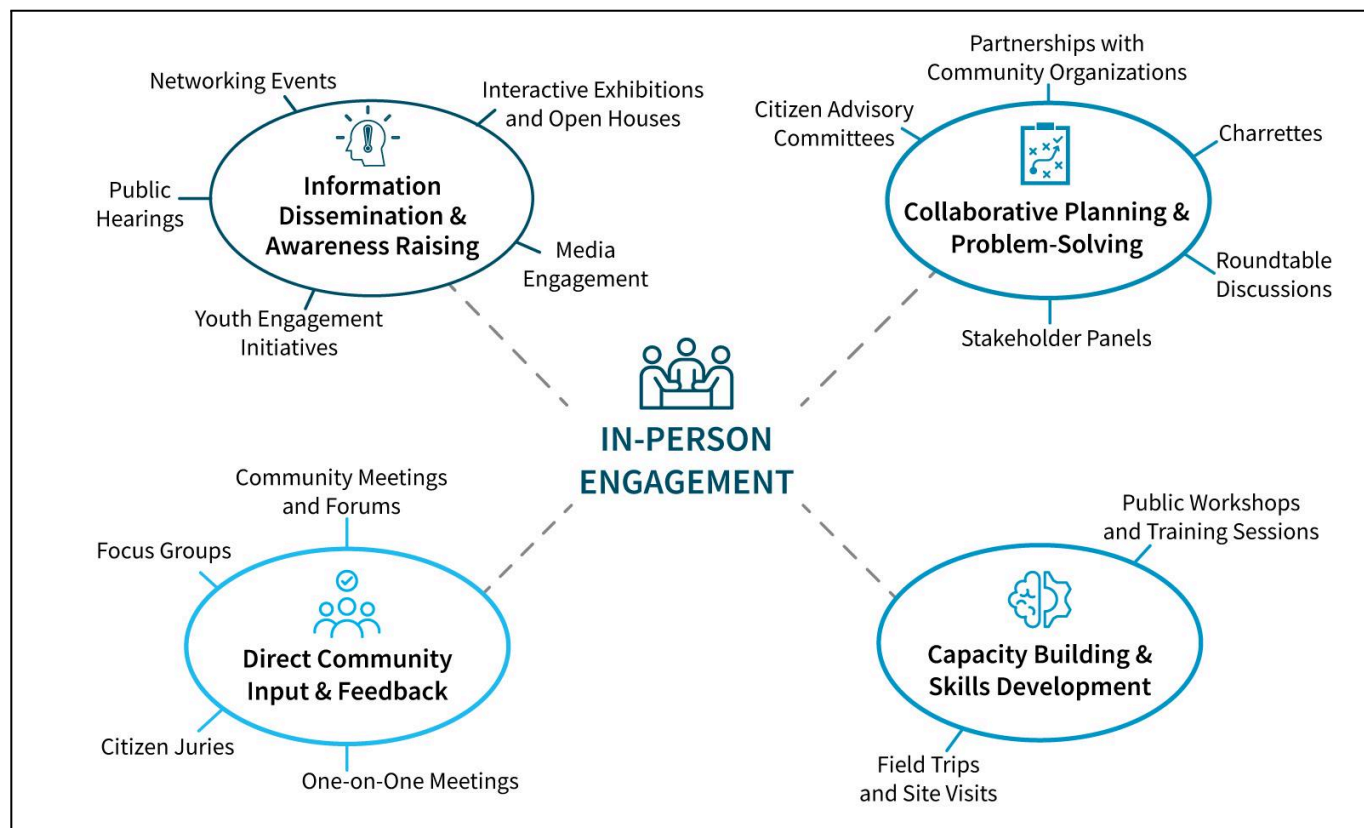 Networking Events
Interactive Exhibitions
and Open Houses
Public
Hearings
Information
Dissemination &
Awareness Raising
Media
Engagement
Youth Engagement
Initiatives
Partnerships with
Community Organizations
Citizen Advisory
Committees
Charrettes
Collaborative Planning &
Problem-Solving
Roundtable
Discussions
Stakeholder Panels
IN-PERSON
ENGAGEMENT
Community Meetings
and Forums
Focus Groups
Direct Community
Input & Feedback
Citizen Juries
One-on-One Meetings
Public Workshops
and Training Sessions
Capacity Building &
Skills Development
Field Trips
and Site Visits